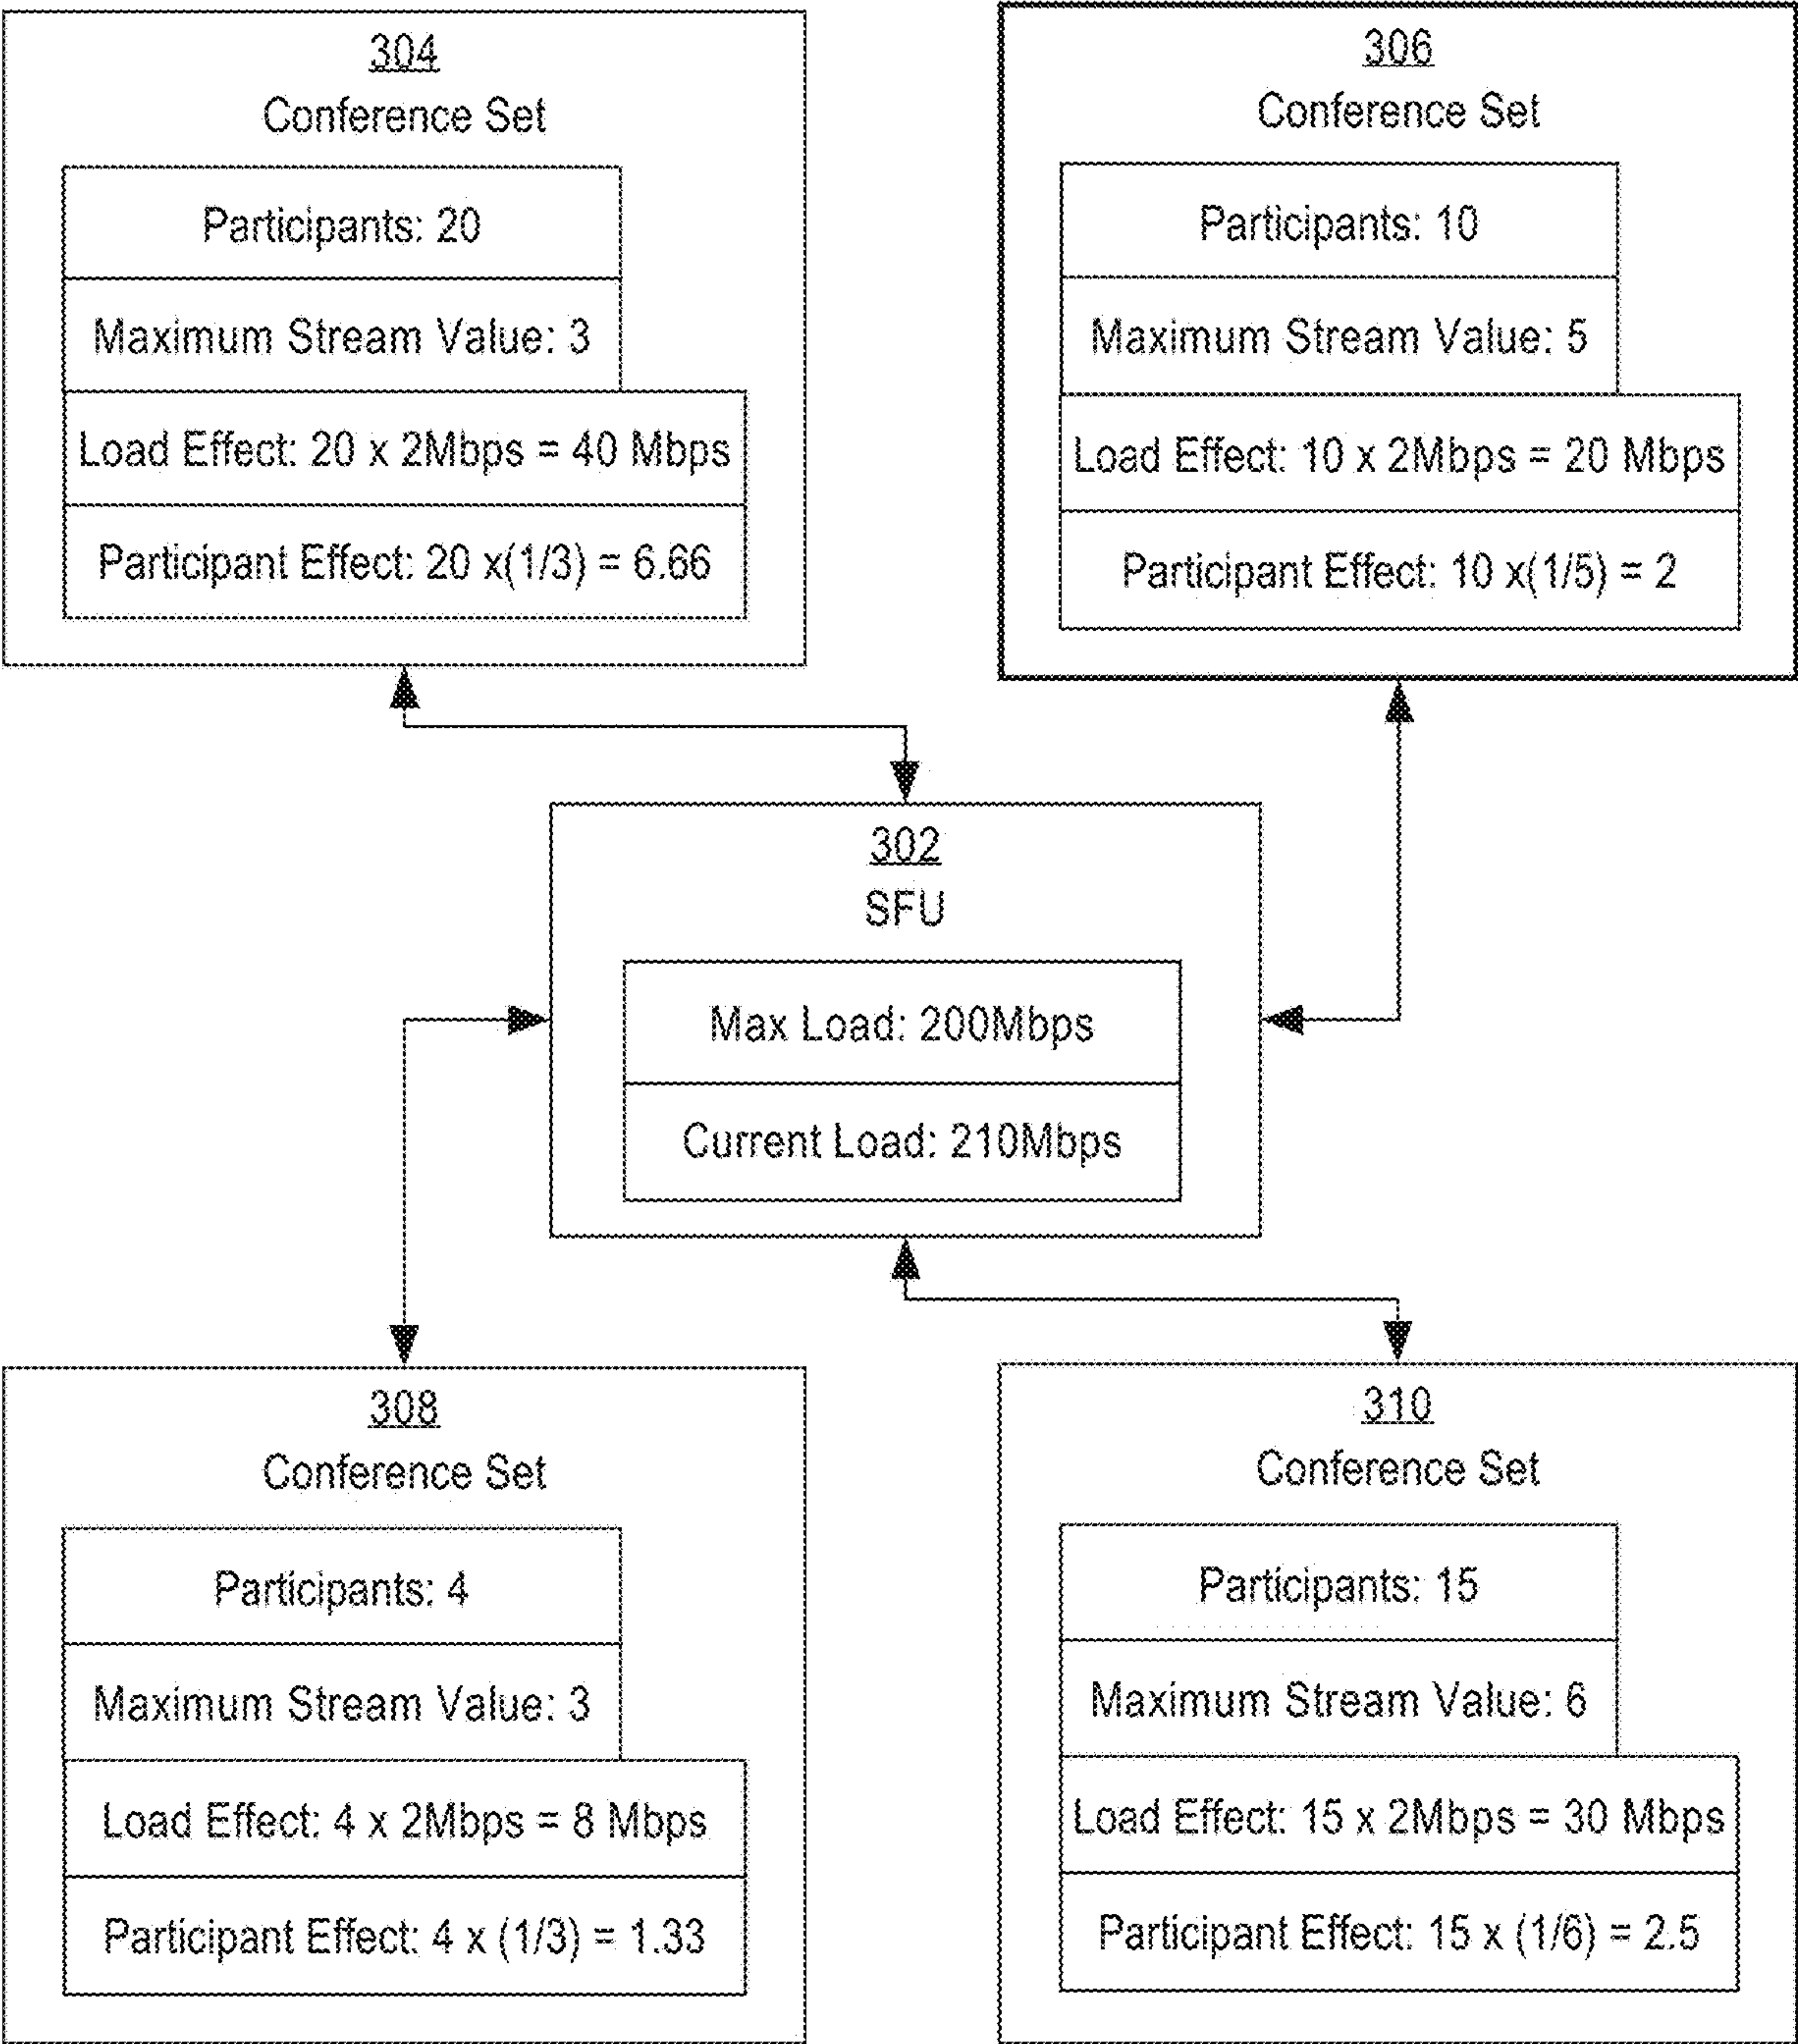 304
Conference Set
Participants: 20
Maximum Stream Value: 3
Load Effect: 20 x 2Mbps = 40 Mbps
Participant Effect: 20 x(1/3) = 6.66
306
Conference Set
Participants: 10
Maximum Stream Value: 5
Load Effect: 10 x 2Mbps = 20 Mbps
Participant Effect: 10 x(1/5) = 2
302
SFU
Max Load: 200Mbps
Current Load: 210Mbps
308
Conference Set
Participants: 4
Maximum Stream Value: 3
Load Effect: 4 x 2Mbps = 8 Mbps
Participant Effect: 4 x (1/3) = 1.33
310
Conference Set
Participants: 15
Maximum Stream Value: 6
Load Effect: 15 x 2Mbps = 30 Mbps
Participant Effect: 15 x (1/6) = 2.5